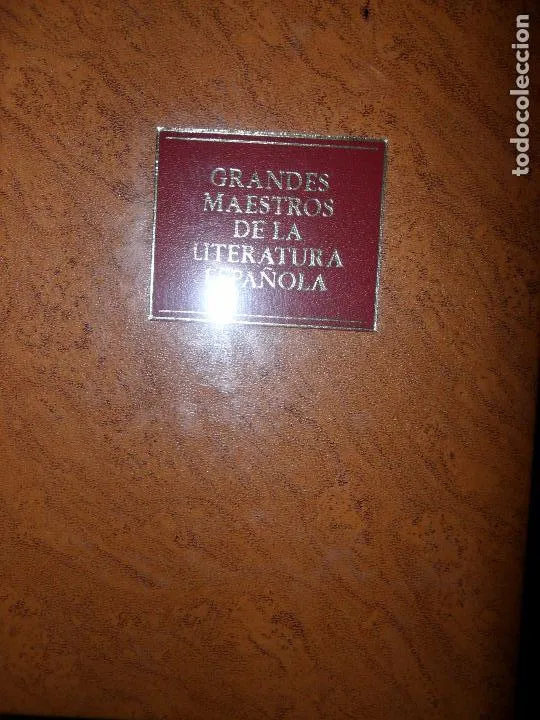 GRANDES
MAESTROS
DE LA
LITERATURA
ESPAÑOLA
todocoleccion